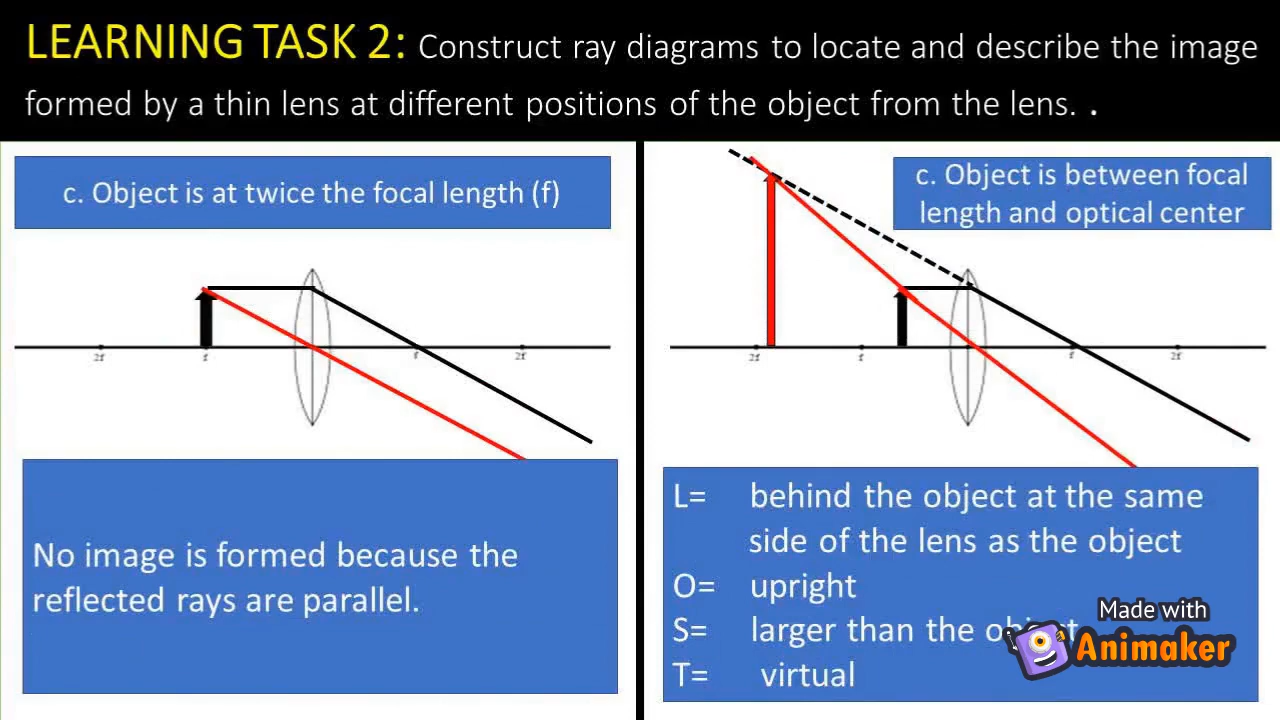 LEARNING TASK 2: Construct ray diagrams to locate and describe the image
formed by a thin lens at different positions of the object from the lens. .
c. Object is at twice the focal length (f)
2f f f 2f
No image is formed because the
reflected rays are parallel.
c. Object is between focal
length and optical center
2f f f 2f
L= behind the object at the same
side of the lens as the object
O= upright
S= larger than the object
T= virtual
Made with
Animaker